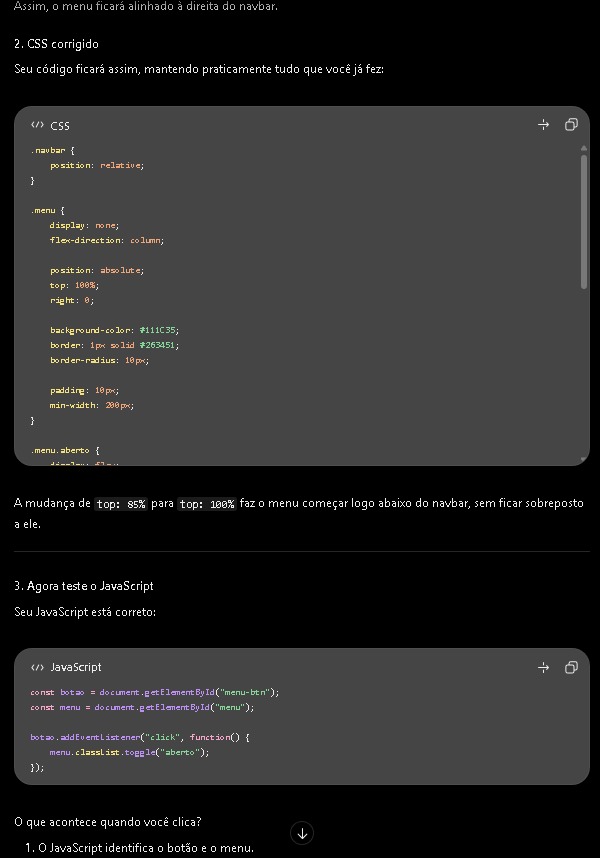 Assim, o menu ficará alinhado à direita do navbar.
2. CSS corrigido
Seu código ficará assim, mantendo praticamente tudo que você já fez:
</> CSS
.navbar {
    position: relative;
}
.menu {
    display: none;
    flex-direction: column;
    position: absolute;
    top: 100%;
    right: 0;
    background-color: #111C35;
    border: 1px solid #263451;
    border-radius: 10px;
    padding: 10px;
    min-width: 200px;
}
.menu.aberto {
    display: flex;
A mudança de top: 85% para top: 100% faz o menu começar logo abaixo do navbar, sem ficar sobreposto
a ele.
3. Agora teste o JavaScript
Seu JavaScript está correto:
</> JavaScript
const botao = document.getElementById("menu-btn");
const menu = document.getElementById("menu");
botao.addEventListener("click", function() {
    menu.classList.toggle("aberto");
});
O que acontece quando você clica?
1. O JavaScript identifica o botão e o menu.